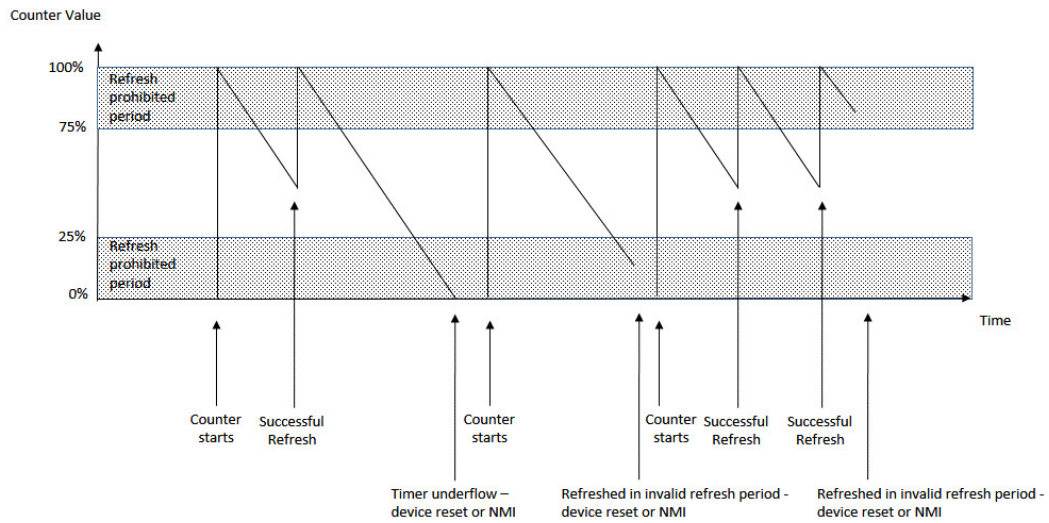 Counter Value
100%
Refresh
prohibited
period
75%
25%
Refresh
prohibited
period
0%
Time
Counter
starts
Successful
Refresh
Counter
starts
Counter
starts
Successful
Refresh
Successful
Refresh
Timer underflow –
device reset or NMI
Refreshed in invalid refresh period -
device reset or NMI
Refreshed in invalid refresh period -
device reset or NMI